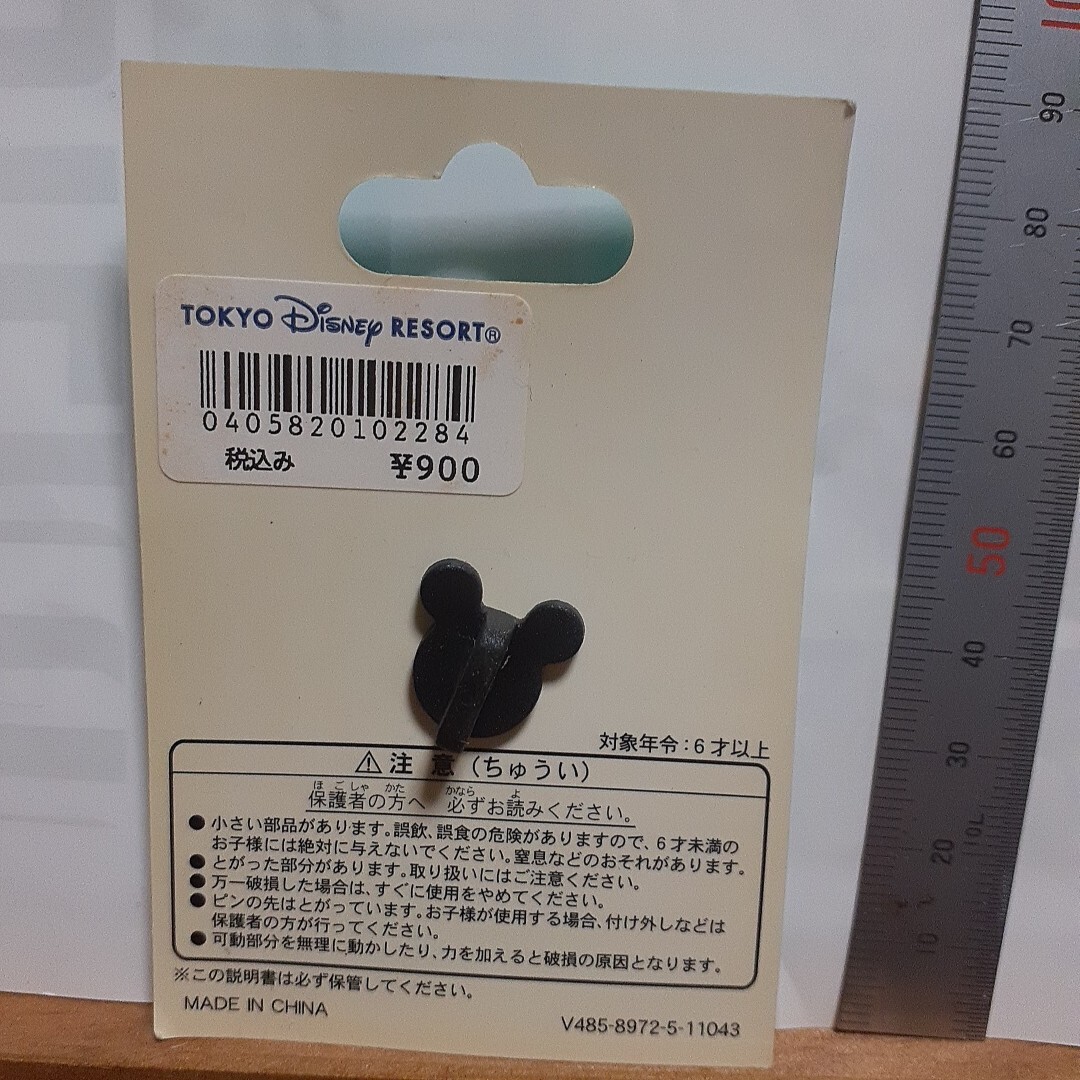 TOKYO Disney RESORT®
0405820102284
税込み ¥900
対象年令：6才以上
⚠注 意（ちゅうい）
保護者の方へ 必ずお読みください。
●小さい部品があります。誤飲、誤食の危険がありますので、6才未満の
お子様には絶対に与えないでください。窒息などのおそれがあります。
●とがった部分があります。取り扱いにはご注意ください。
●万一破損した場合は、すぐに使用をやめてください。
●ピンの先はとがっています。お子様が使用する場合、付け外しなどは
保護者の方が行ってください。
●可動部分を無理に動かしたり、力を加えると破損の原因となります。
※この説明書は必ず保管してください。
MADE IN CHINA
V485-8972-5-11043
10
90
80
70
60
50
40
30
20
10